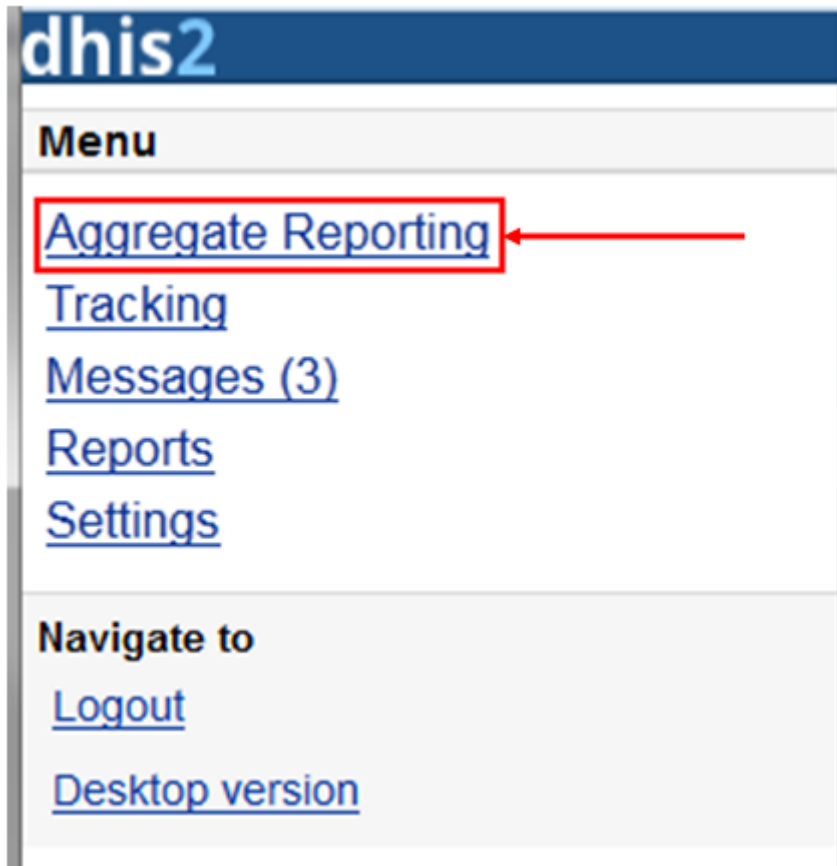 dhis2
Menu
Aggregate Reporting
Tracking
Messages (3)
Reports
Settings
Navigate to
Logout
Desktop version